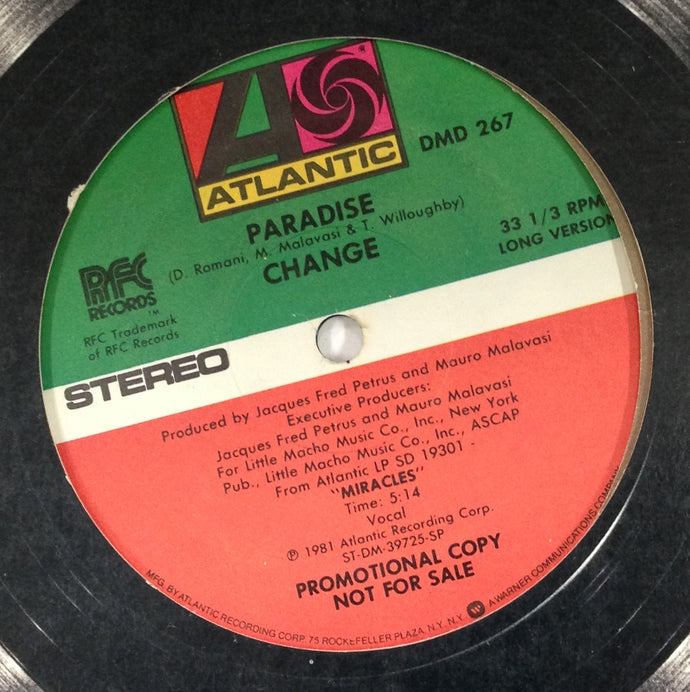 ATLANTIC
®
DMD 267
PARADISE
(D. Romani, M. Malavasi & T. Willoughby)
CHANGE
33 1/3 RPM
LONG VERSION
RFC
RECORDS
TM
RFC Trademark
of RFC Records
STEREO
Produced by Jacques Fred Petrus and Mauro Malavasi
Executive Producers:
Jacques Fred Petrus and Mauro Malavasi
For Little Macho Music Co., Inc., New York
Pub., Little Macho Music Co., Inc., ASCAP
From Atlantic LP SD 19301 -
"MIRACLES"
Time: 5:14
Vocal
℗ 1981 Atlantic Recording Corp.
ST-DM-39725-SP
PROMOTIONAL COPY
NOT FOR SALE
MFG. BY ATLANTIC RECORDING CORP. 75 ROCKEFELLER PLAZA, N.Y. N.Y. A WARNER COMMUNICATIONS COMPANY